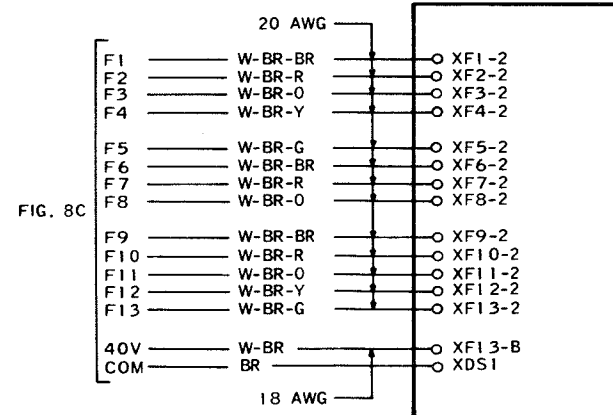 20 AWG
F1 W-BR-BR XF1-2
F2 W-BR-R XF2-2
F3 W-BR-O XF3-2
F4 W-BR-Y XF4-2
F5 W-BR-G XF5-2
F6 W-BR-BR XF6-2
F7 W-BR-R XF7-2
F8 W-BR-O XF8-2
FIG. 8C
F9 W-BR-BR XF9-2
F10 W-BR-R XF10-2
F11 W-BR-O XF11-2
F12 W-BR-Y XF12-2
F13 W-BR-G XF13-2
40V W-BR XF13-B
COM BR XDS1
18 AWG